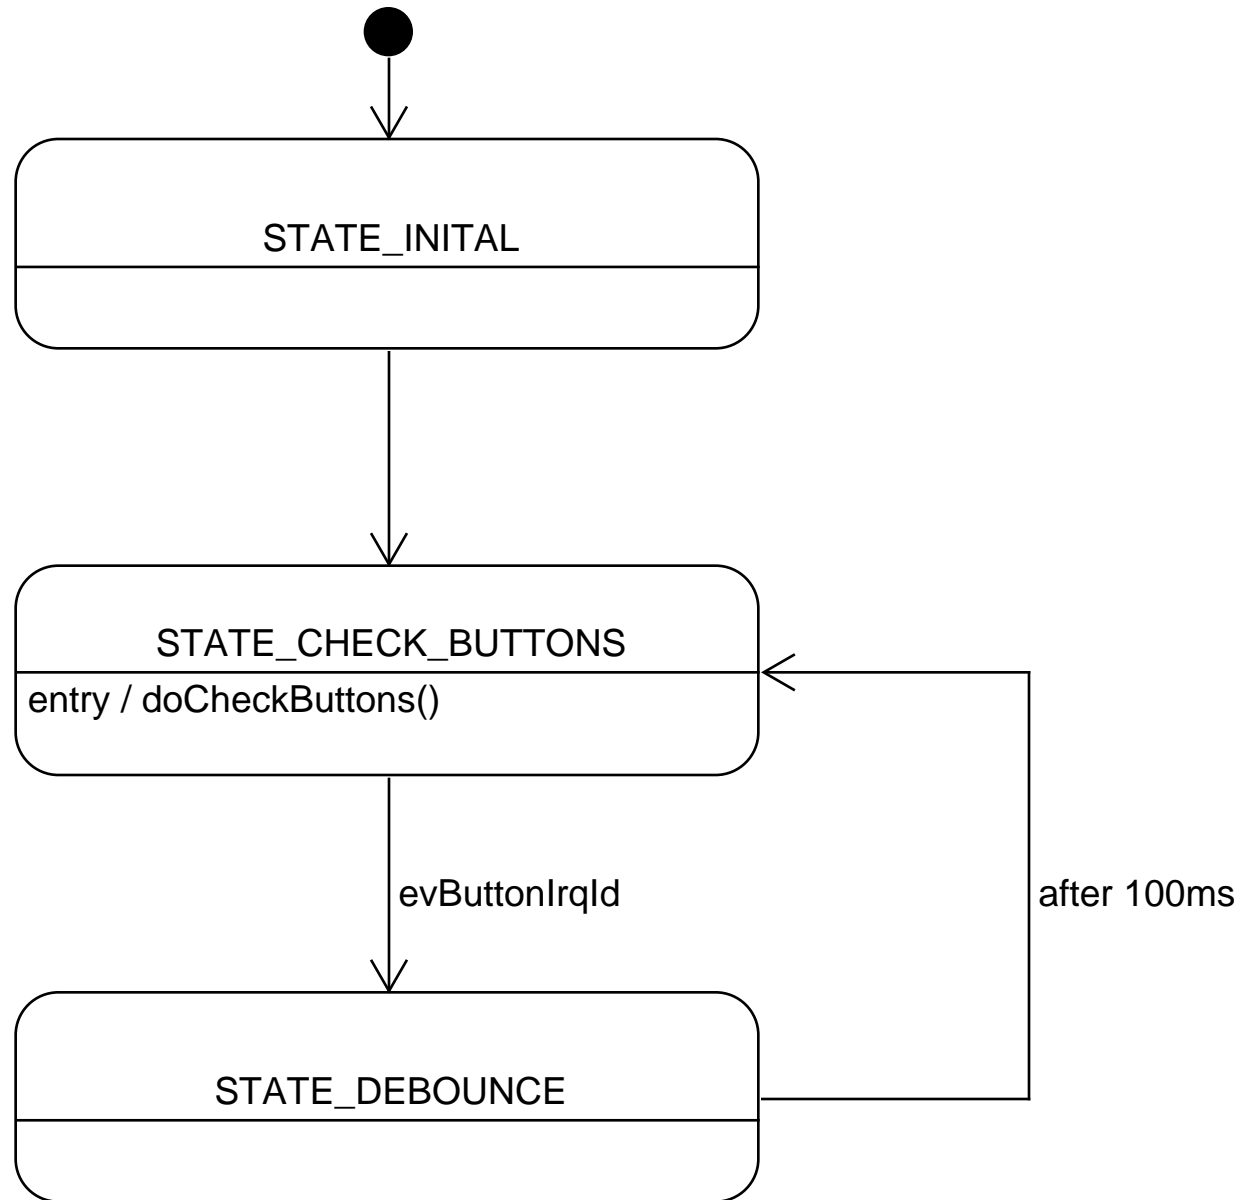 STATE_INITAL
STATE_CHECK_BUTTONS
entry / doCheckButtons()
evButtonIrqId
after 100ms
STATE_DEBOUNCE